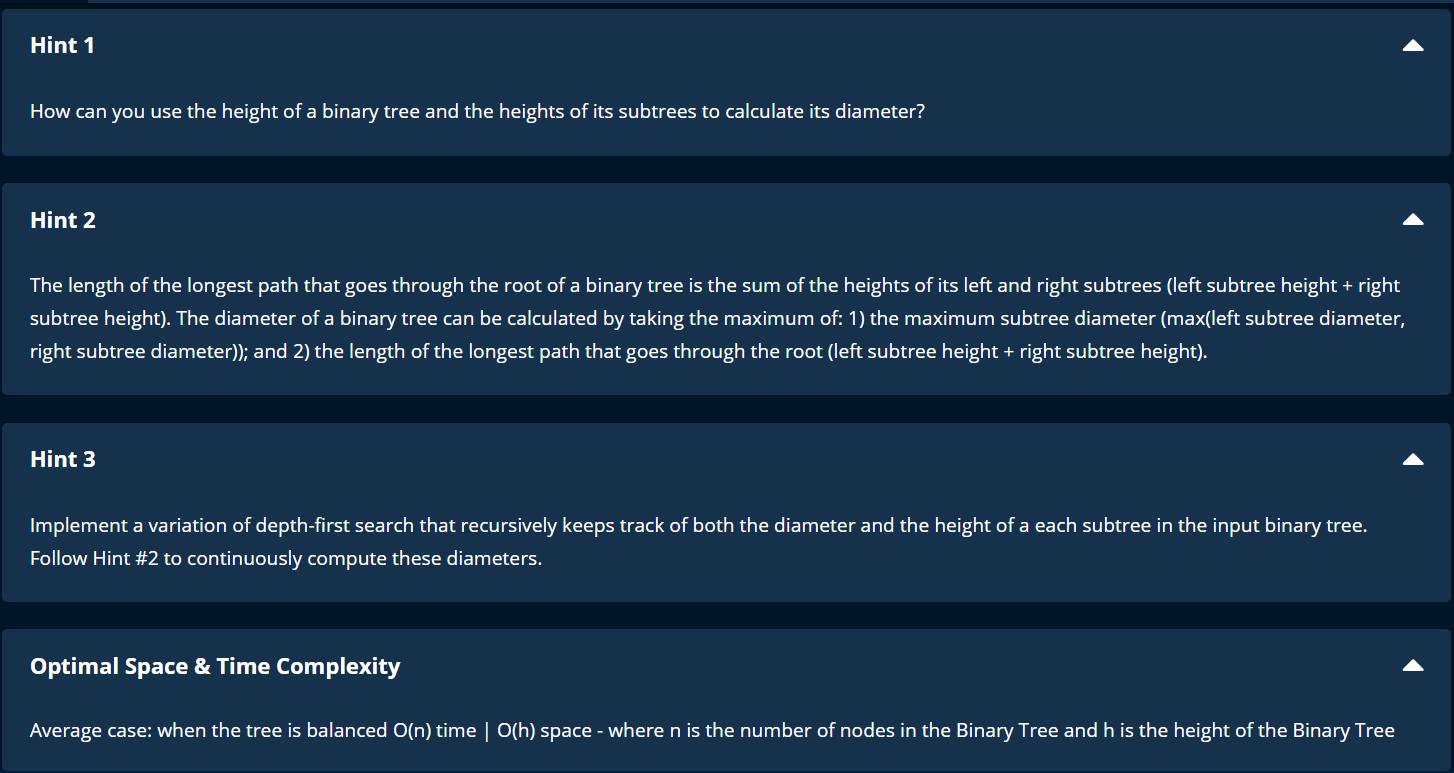 Hint 1
How can you use the height of a binary tree and the heights of its subtrees to calculate its diameter?
Hint 2
The length of the longest path that goes through the root of a binary tree is the sum of the heights of its left and right subtrees (left subtree height + right
subtree height). The diameter of a binary tree can be calculated by taking the maximum of: 1) the maximum subtree diameter (max(left subtree diameter,
right subtree diameter)); and 2) the length of the longest path that goes through the root (left subtree height + right subtree height).
Hint 3
Implement a variation of depth-first search that recursively keeps track of both the diameter and the height of a each subtree in the input binary tree.
Follow Hint #2 to continuously compute these diameters.
Optimal Space & Time Complexity
Average case: when the tree is balanced O(n) time | O(h) space - where n is the number of nodes in the Binary Tree and h is the height of the Binary Tree